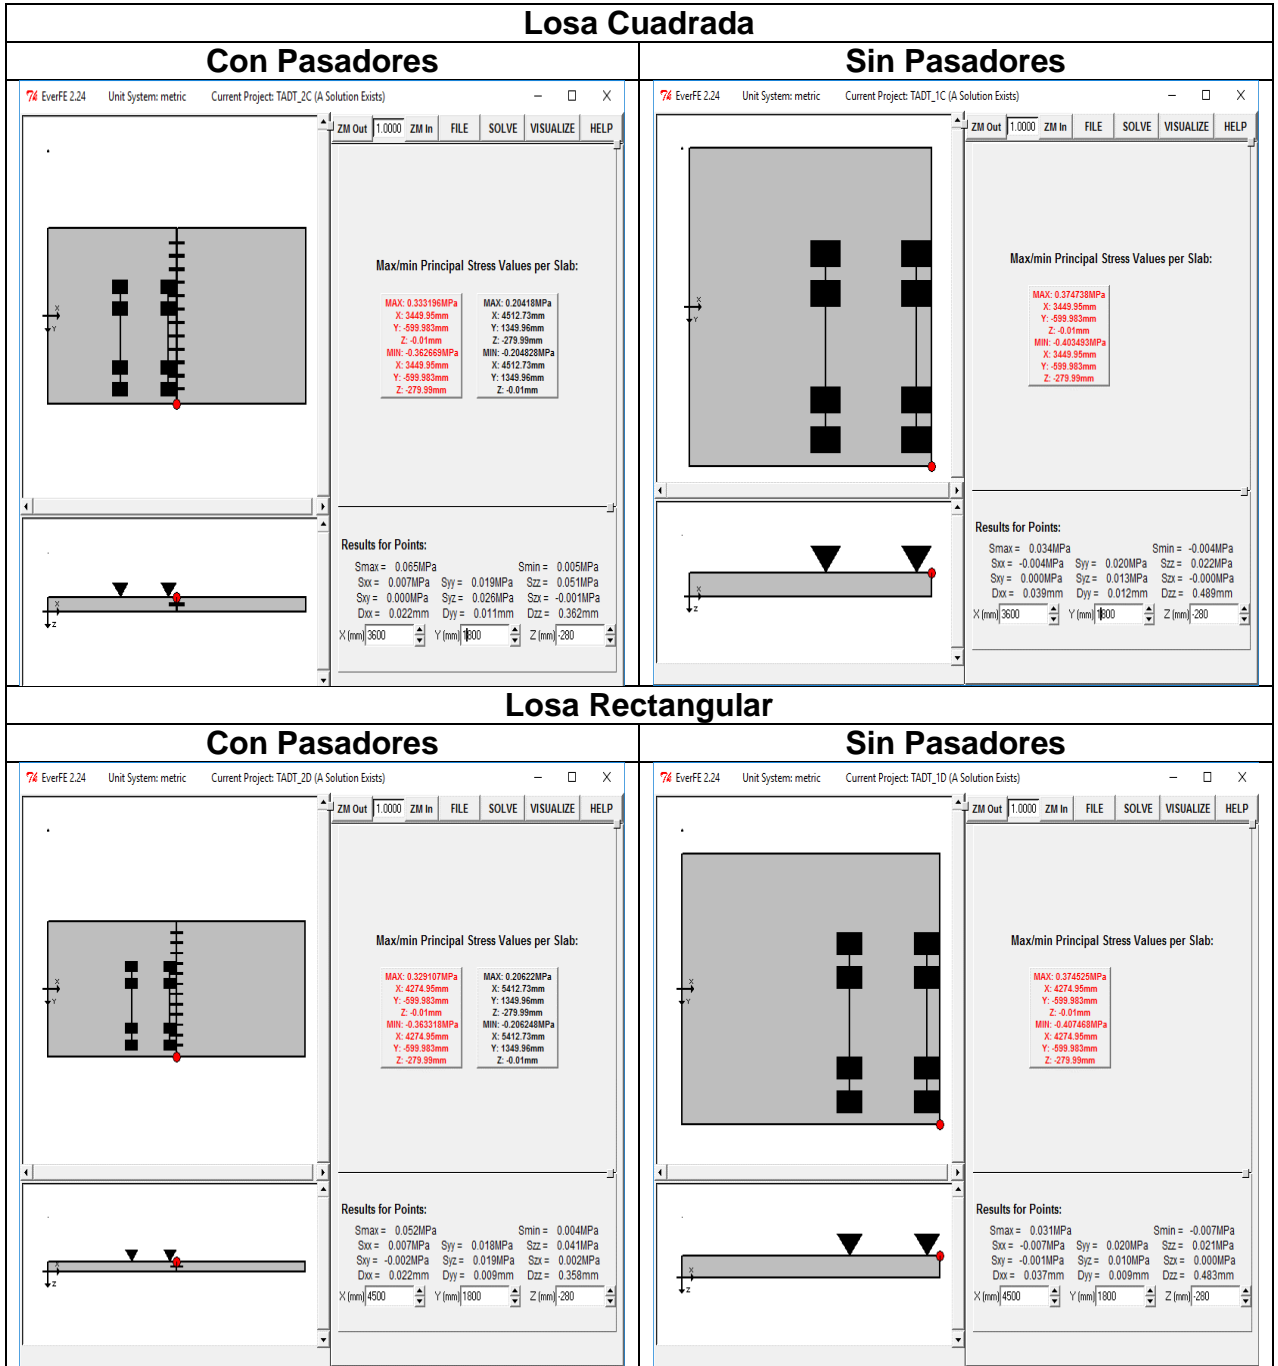 Losa Cuadrada
Con Pasadores
Sin Pasadores
EverFE 2.24 Unit System: metric Current Project: TADT_2C (A Solution Exists)
ZM Out 1.0000 ZM In FILE SOLVE VISUALIZE HELP
X
Y
Max/min Principal Stress Values per Slab:
MAX: 0.333196MPa
X: 3449.95mm
Y: -599.983mm
Z: -0.01mm
MIN: -0.362669MPa
X: 3449.95mm
Y: -599.983mm
Z: -279.99mm
MAX: 0.20418MPa
X: 4512.73mm
Y: 1349.96mm
Z: -279.99mm
MIN: -0.204828MPa
X: 4512.73mm
Y: 1349.96mm
Z: -0.01mm
X
Z
Results for Points:
Smax = 0.065MPa Smin = 0.005MPa
Sxx = 0.007MPa Syy = 0.019MPa Szz = 0.051MPa
Sxy = 0.000MPa Syz = 0.026MPa Szx = -0.001MPa
Dxx = 0.022mm Dyy = 0.011mm Dzz = 0.362mm
X (mm) 3600 Y (mm) 1800 Z (mm) -280
EverFE 2.24 Unit System: metric Current Project: TADT_1C (A Solution Exists)
ZM Out 1.0000 ZM In FILE SOLVE VISUALIZE HELP
X
Y
Max/min Principal Stress Values per Slab:
MAX: 0.374738MPa
X: 3449.95mm
Y: -599.983mm
Z: -0.01mm
MIN: -0.403493MPa
X: 3449.95mm
Y: -599.983mm
Z: -279.99mm
X
Z
Results for Points:
Smax = 0.034MPa Smin = -0.004MPa
Sxx = -0.004MPa Syy = 0.020MPa Szz = 0.022MPa
Sxy = 0.000MPa Syz = 0.013MPa Szx = -0.000MPa
Dxx = 0.039mm Dyy = 0.012mm Dzz = 0.489mm
X (mm) 3600 Y (mm) 1800 Z (mm) -280
Losa Rectangular
Con Pasadores
Sin Pasadores
EverFE 2.24 Unit System: metric Current Project: TADT_2D (A Solution Exists)
ZM Out 1.0000 ZM In FILE SOLVE VISUALIZE HELP
X
Y
Max/min Principal Stress Values per Slab:
MAX: 0.329107MPa
X: 4274.95mm
Y: -599.983mm
Z: -0.01mm
MIN: -0.363318MPa
X: 4274.95mm
Y: -599.983mm
Z: -279.99mm
MAX: 0.20622MPa
X: 5412.73mm
Y: 1349.96mm
Z: -279.99mm
MIN: -0.206248MPa
X: 5412.73mm
Y: 1349.96mm
Z: -0.01mm
X
Z
Results for Points:
Smax = 0.052MPa Smin = 0.004MPa
Sxx = 0.007MPa Syy = 0.018MPa Szz = 0.041MPa
Sxy = -0.002MPa Syz = 0.019MPa Szx = 0.002MPa
Dxx = 0.022mm Dyy = 0.009mm Dzz = 0.358mm
X (mm) 4500 Y (mm) 1800 Z (mm) -280
EverFE 2.24 Unit System: metric Current Project: TADT_1D (A Solution Exists)
ZM Out 1.0000 ZM In FILE SOLVE VISUALIZE HELP
X
Y
Max/min Principal Stress Values per Slab:
MAX: 0.374525MPa
X: 4274.95mm
Y: -599.983mm
Z: -0.01mm
MIN: -0.407468MPa
X: 4274.95mm
Y: -599.983mm
Z: -279.99mm
X
Z
Results for Points:
Smax = 0.031MPa Smin = -0.007MPa
Sxx = -0.007MPa Syy = 0.020MPa Szz = 0.021MPa
Sxy = -0.001MPa Syz = 0.010MPa Szx = 0.000MPa
Dxx = 0.037mm Dyy = 0.009mm Dzz = 0.483mm
X (mm) 4500 Y (mm) 1800 Z (mm) -280